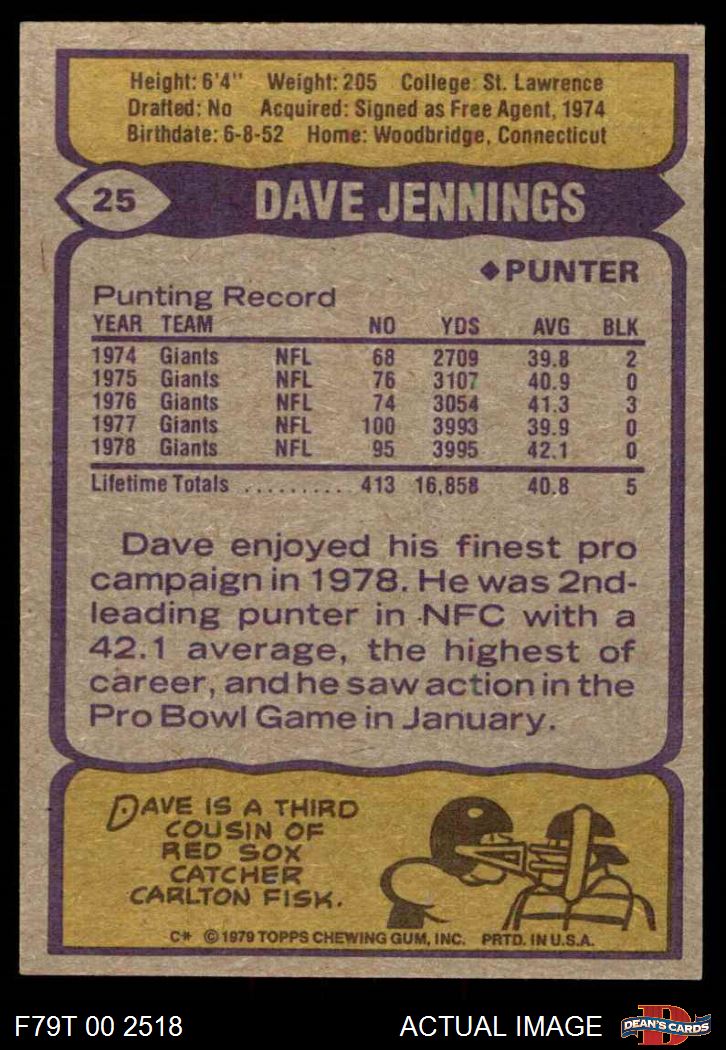 Height: 6'4" Weight: 205 College: St. Lawrence
Drafted: No Acquired: Signed as Free Agent, 1974
Birthdate: 6-8-52 Home: Woodbridge, Connecticut
25 DAVE JENNINGS
◆PUNTER
Punting Record
YEAR TEAM NO YDS AVG BLK
1974 Giants NFL 68 2709 39.8 2
1975 Giants NFL 76 3107 40.9 0
1976 Giants NFL 74 3054 41.3 3
1977 Giants NFL 100 3993 39.9 0
1978 Giants NFL 95 3995 42.1 0
Lifetime Totals .......... 413 16,858 40.8 5
Dave enjoyed his finest pro
campaign in 1978. He was 2nd-
leading punter in NFC with a
42.1 average, the highest of
career, and he saw action in the
Pro Bowl Game in January.
DAVE IS A THIRD
COUSIN OF
RED SOX
CATCHER
CARLTON FISK.
C* © 1979 TOPPS CHEWING GUM, INC. PRTD. IN U.S.A.
F79T 00 2518 ACTUAL IMAGE D DEAN'S CARDS